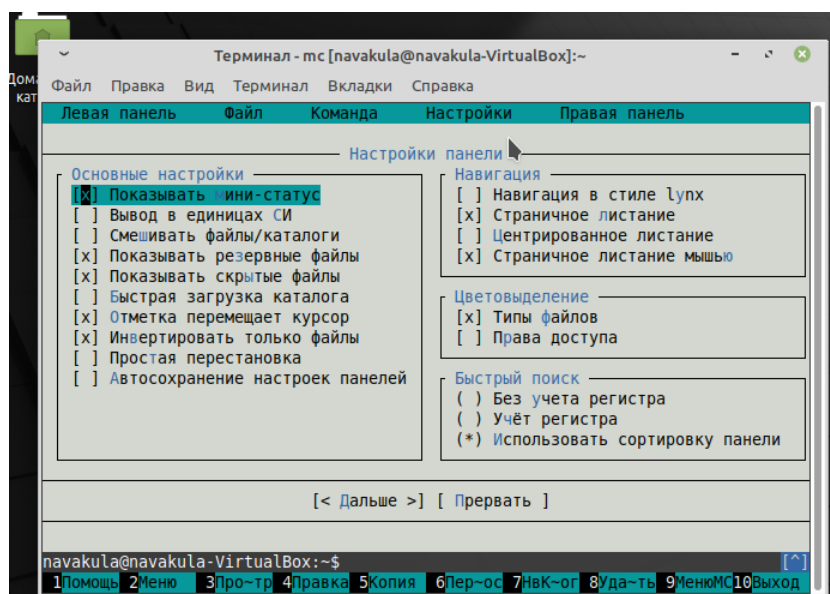 Терминал - mc [navakula@navakula-VirtualBox]:~
Файл Правка Вид Терминал Вкладки Справка
Левая панель Файл Команда Настройки Правая панель
Настройки панели
Основные настройки
[x] Показывать мини-статус
[ ] Вывод в единицах СИ
[ ] Смешивать файлы/каталоги
[x] Показывать резервные файлы
[x] Показывать скрытые файлы
[ ] Быстрая загрузка каталога
[x] Отметка перемещает курсор
[x] Инвертировать только файлы
[ ] Простая перестановка
[ ] Автосохранение настроек панелей
Навигация
[ ] Навигация в стиле lynx
[x] Страничное листание
[ ] Центрированное листание
[x] Страничное листание мышью
Цветовыделение
[x] Типы файлов
[ ] Права доступа
Быстрый поиск
( ) Без учета регистра
( ) Учёт регистра
(*) Использовать сортировку панели
[< Дальше >] [ Прервать ]
navakula@navakula-VirtualBox:~$ [^]
1Помощь 2Меню 3Про~тр 4Правка 5Копия 6Пер~ос 7НвК~ог 8Уда~ть 9МенюMC 10Выход